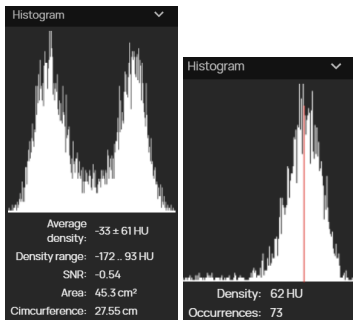 Histogram
Average density: -33 ± 61 HU
Density range: -172 .. 93 HU
SNR: -0.54
Area: 45.3 cm²
Cimcurference: 27.55 cm
Histogram
Density: 62 HU
Occurrences: 73